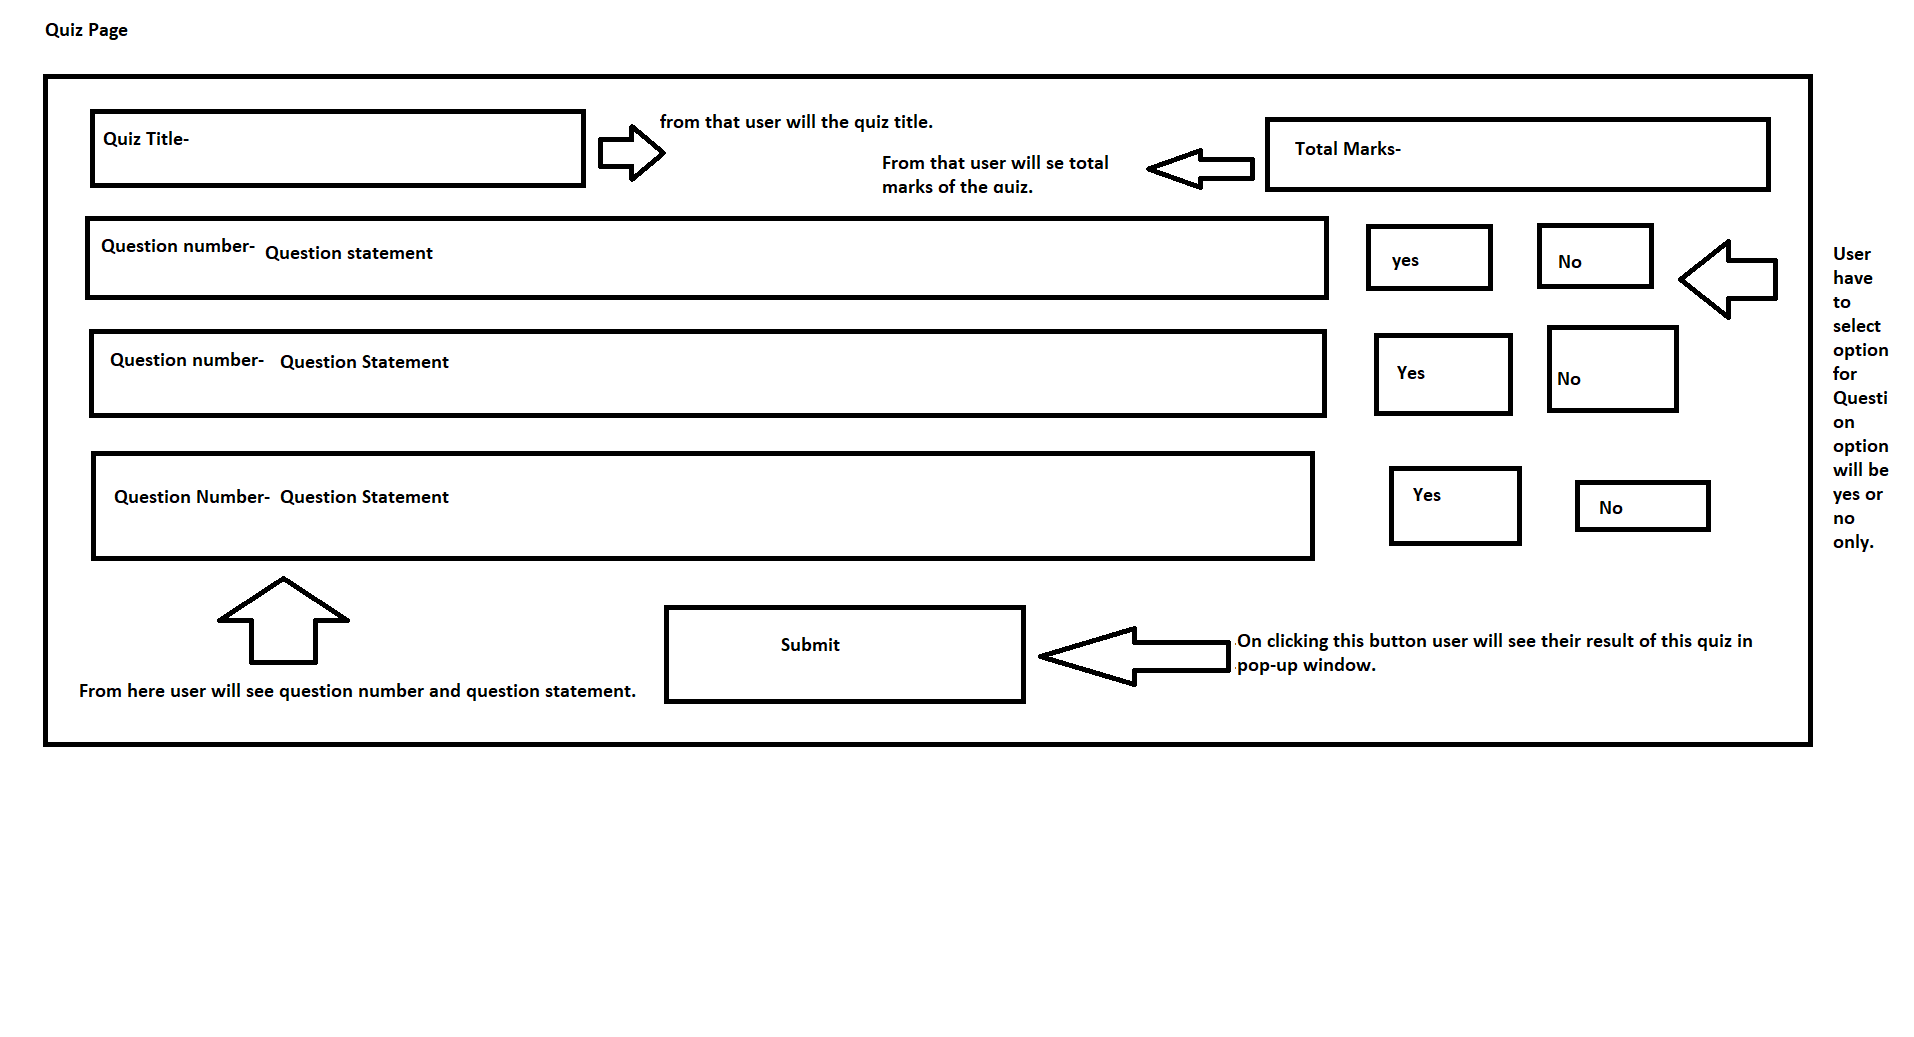 Quiz Page
Quiz Title-
from that user will the quiz title.
From that user will se total
marks of the quiz.
Total Marks-
Question number- Question statement
yes
No
Question number- Question Statement
Yes
No
Question Number- Question Statement
Yes
No
User
have
to
select
option
for
Questi
on
option
will be
yes or
no
only.
From here user will see question number and question statement.
Submit
On clicking this button user will see their result of this quiz in
pop-up window.